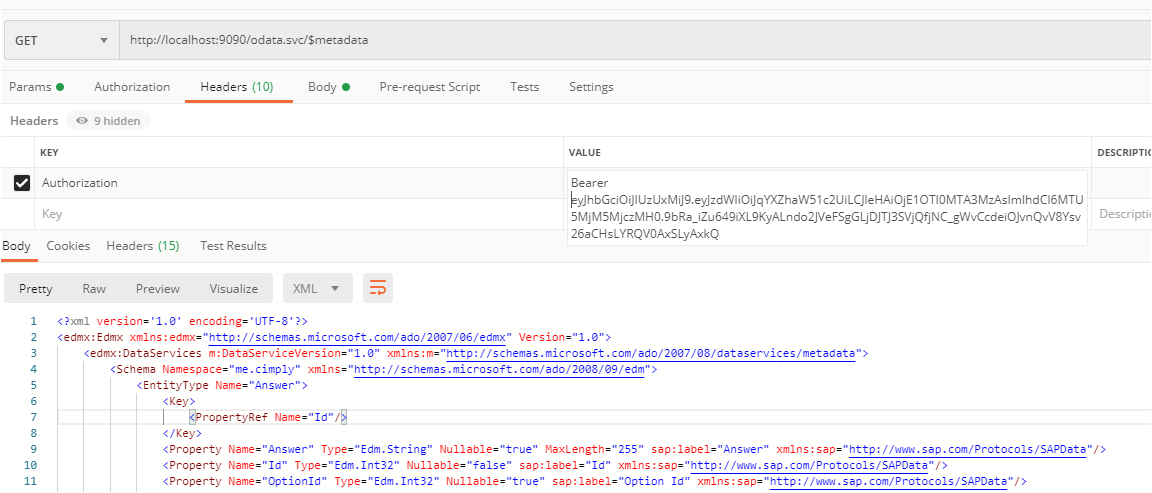 GET http://localhost:9090/odata.svc/$metadata
Params Authorization Headers (10) Body Pre-request Script Tests Settings
Headers 9 hidden
KEY VALUE DESCRIPTIO
Authorization Bearer
eyJhbGciOiJIUzUxMiJ9.eyJzdWIiOiJqYXZhaW51c2UiLCJleHAiOjE1OTI0MTA3MzAsImlhdCI6MTU
5MjM5MjczMH0.9bRa_iZu649iXL9KyALndo2JVeFSgGLjDJTJ3SVjQfjNC_gWvCcdeiOJvnQvV8Ysv
26aCHsLYRQV0AxSLyAxkQ
Key Descriptio
Body Cookies Headers (15) Test Results
Pretty Raw Preview Visualize XML
1 <?xml version='1.0' encoding='UTF-8'?>
2 <edmx:Edmx xmlns:edmx="http://schemas.microsoft.com/ado/2007/06/edmx" Version="1.0">
3 <edmx:DataServices m:DataServiceVersion="1.0" xmlns:m="http://schemas.microsoft.com/ado/2007/08/dataservices/metadata">
4 <Schema Namespace="me.cimply" xmlns="http://schemas.microsoft.com/ado/2008/09/edm">
5 <EntityType Name="Answer">
6 <Key>
7 <PropertyRef Name="Id"/>
8 </Key>
9 <Property Name="Answer" Type="Edm.String" Nullable="true" MaxLength="255" sap:label="Answer" xmlns:sap="http://www.sap.com/Protocols/SAPData"/>
10 <Property Name="Id" Type="Edm.Int32" Nullable="false" sap:label="Id" xmlns:sap="http://www.sap.com/Protocols/SAPData"/>
11 <Property Name="OptionId" Type="Edm.Int32" Nullable="true" sap:label="Option Id" xmlns:sap="http://www.sap.com/Protocols/SAPData"/>